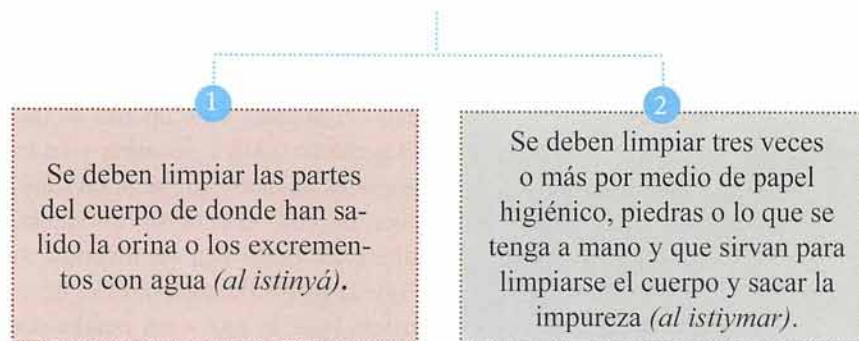 1
Se deben limpiar las partes
del cuerpo de donde han sa-
lido la orina o los excremen-
tos con agua (al istinyá).
2
Se deben limpiar tres veces
o más por medio de papel
higiénico, piedras o lo que se
tenga a mano y que sirvan para
limpiarse el cuerpo y sacar la
impureza (al istiymar).